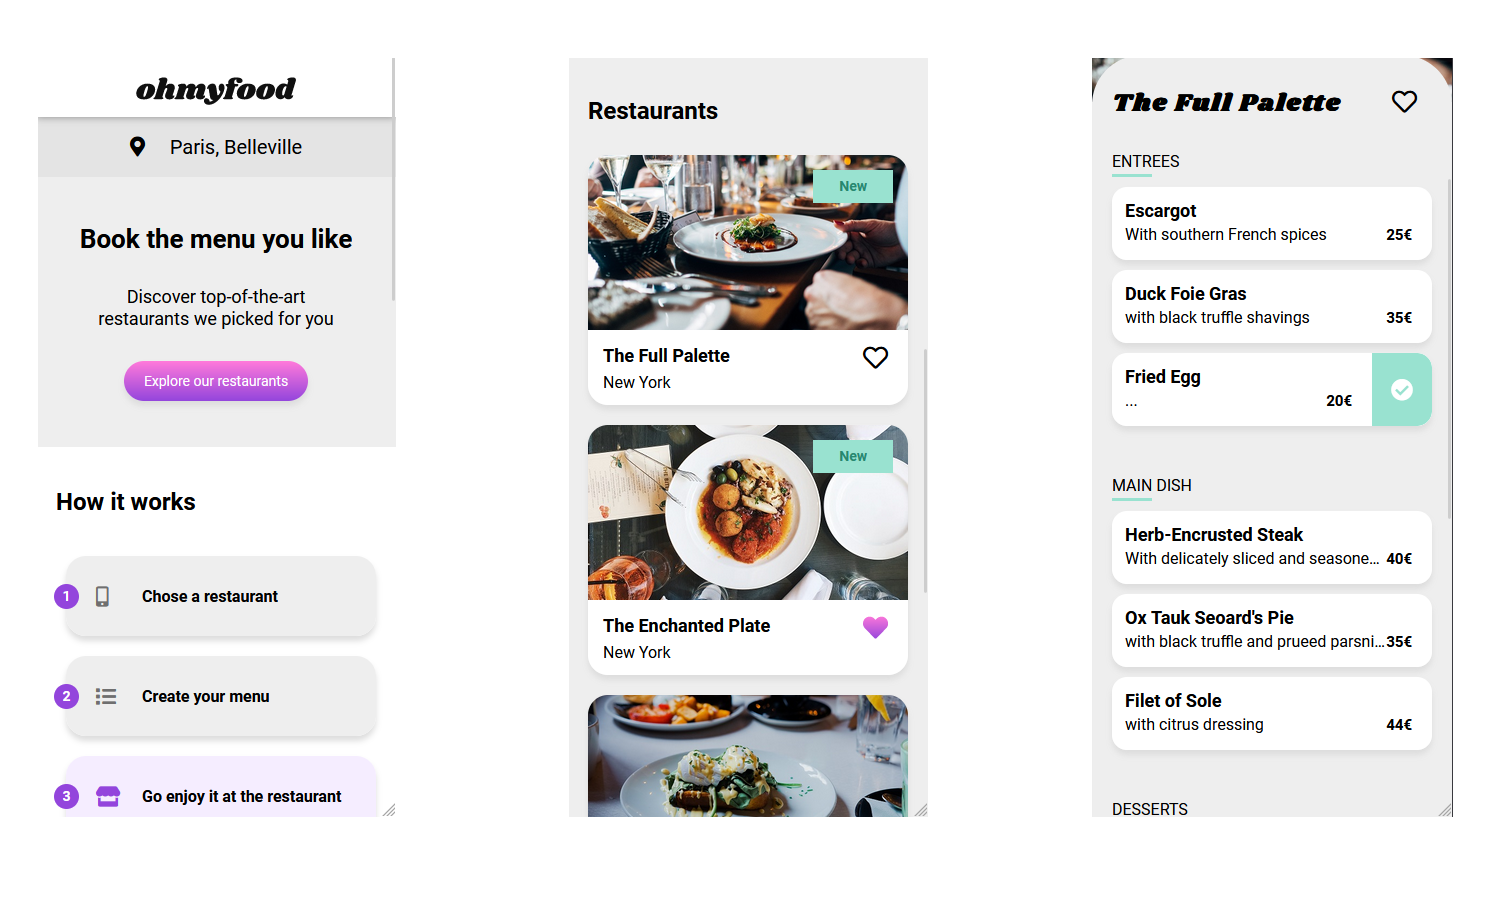 ohmyfood
Paris, Belleville
Book the menu you like
Discover top-of-the-art
restaurants we picked for you
Explore our restaurants
How it works
1
Chose a restaurant
2
Create your menu
3
Go enjoy it at the restaurant
Restaurants
New
The Full Palette
New York
New
The Enchanted Plate
New York
The Full Palette
ENTREES
Escargot
With southern French spices 25€
Duck Foie Gras
with black truffle shavings 35€
Fried Egg
... 20€
MAIN DISH
Herb-Encrusted Steak
With delicately sliced and seasone... 40€
Ox Tauk Seoard's Pie
with black truffle and prueed parsni... 35€
Filet of Sole
with citrus dressing 44€
DESSERTS